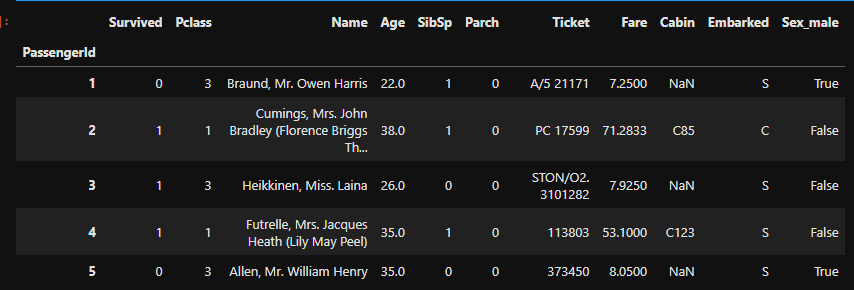 ]:
Survived Pclass Name Age SibSp Parch Ticket Fare Cabin Embarked Sex_male
PassengerId
1 0 3 Braund, Mr. Owen Harris 22.0 1 0 A/5 21171 7.2500 NaN S True
2 1 1 Cumings, Mrs. John Bradley (Florence Briggs Th... 38.0 1 0 PC 17599 71.2833 C85 C False
3 1 3 Heikkinen, Miss. Laina 26.0 0 0 STON/O2. 3101282 7.9250 NaN S False
4 1 1 Futrelle, Mrs. Jacques Heath (Lily May Peel) 35.0 1 0 113803 53.1000 C123 S False
5 0 3 Allen, Mr. William Henry 35.0 0 0 373450 8.0500 NaN S True